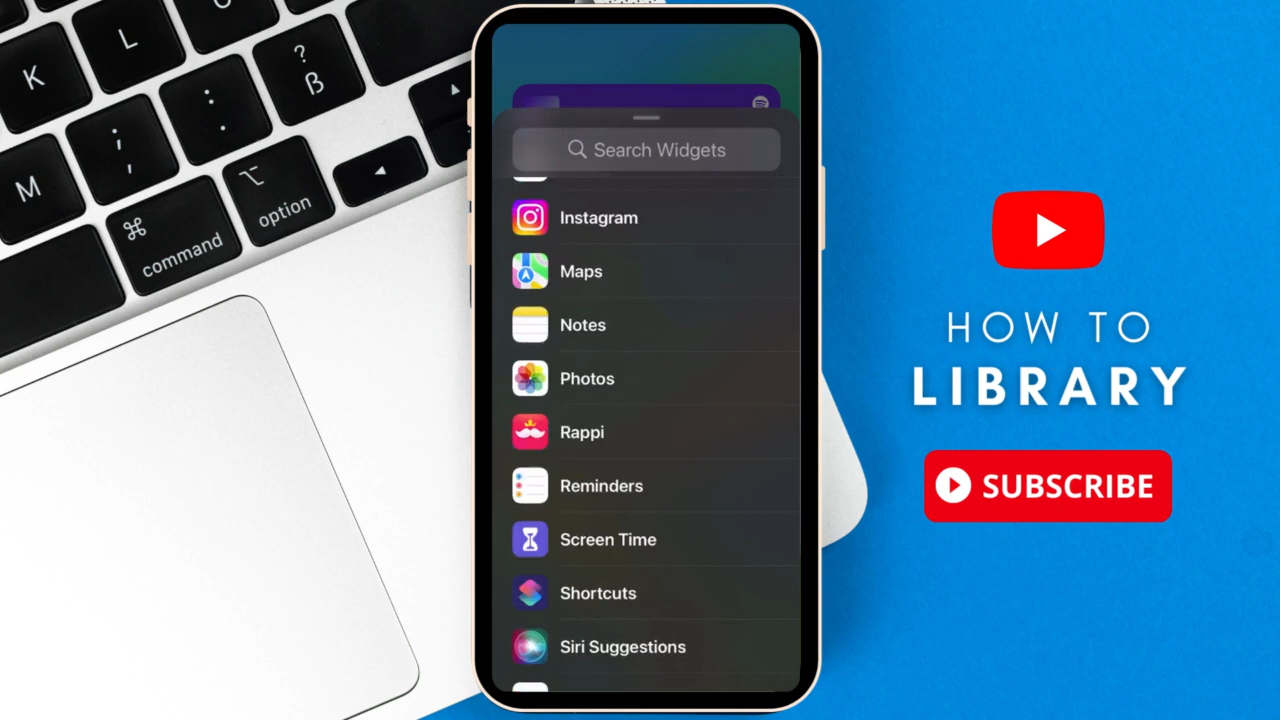 K
L
:
.
?
ß
;
,
M
⌘
command
option
Search Widgets
Instagram
Maps
Notes
Photos
Rappi
Reminders
Screen Time
Shortcuts
Siri Suggestions
HOW TO
LIBRARY
SUBSCRIBE